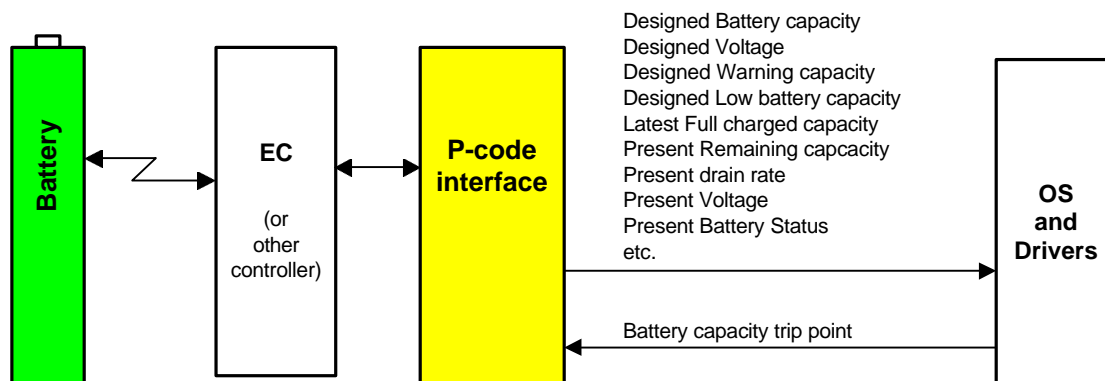 Battery
EC
(or
other
controller)
P-code
interface
Designed Battery capacity
Designed Voltage
Designed Warning capacity
Designed Low battery capacity
Latest Full charged capacity
Present Remaining capcacity
Present drain rate
Present Voltage
Present Battery Status
etc.
Battery capacity trip point
OS
and
Drivers